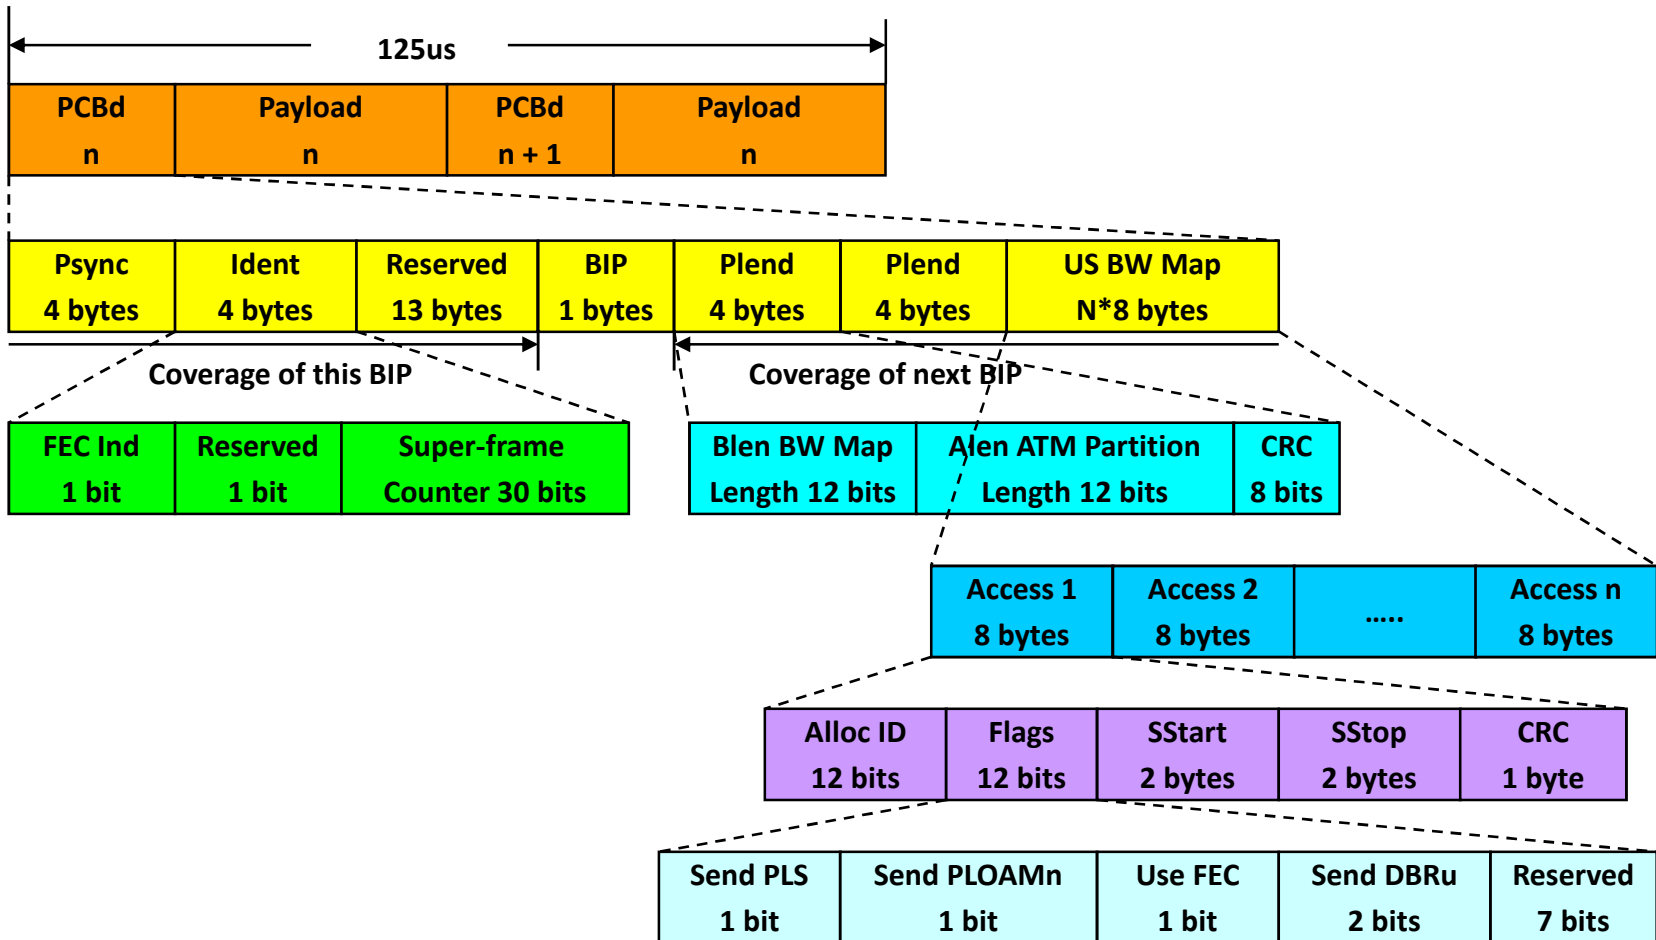 125us
PCBd Payload PCBd Payload
n n n + 1 n
Psync Ident Reserved BIP Plend Plend US BW Map
4 bytes 4 bytes 13 bytes 1 bytes 4 bytes 4 bytes N*8 bytes
Coverage of this BIP Coverage of next BIP
FEC Ind Reserved Super-frame Blen BW Map Alen ATM Partition CRC
1 bit 1 bit Counter 30 bits Length 12 bits Length 12 bits 8 bits
Access 1 Access 2 ..... Access n
8 bytes 8 bytes 8 bytes
Alloc ID Flags SStart SStop CRC
12 bits 12 bits 2 bytes 2 bytes 1 byte
Send PLS Send PLOAMn Use FEC Send DBRu Reserved
1 bit 1 bit 1 bit 2 bits 7 bits